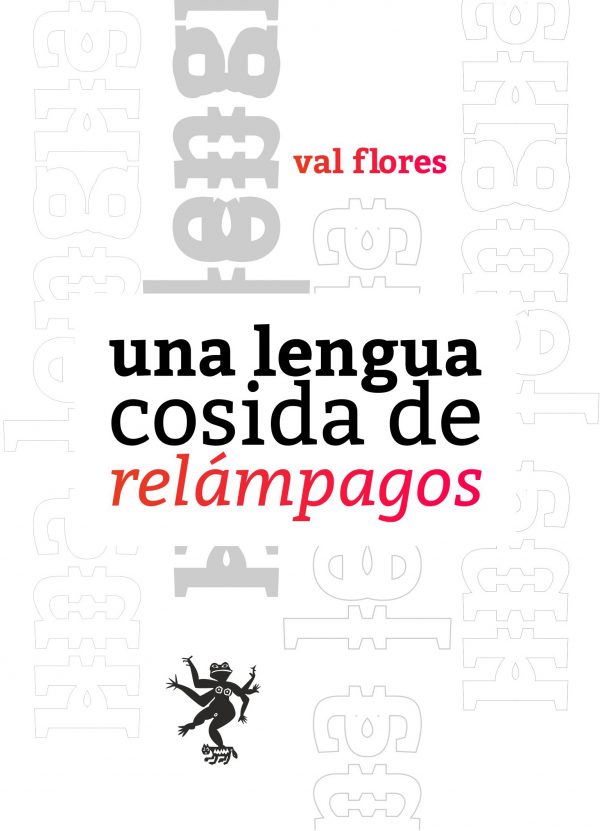 val flores
una lengua
cosida de
relámpagos